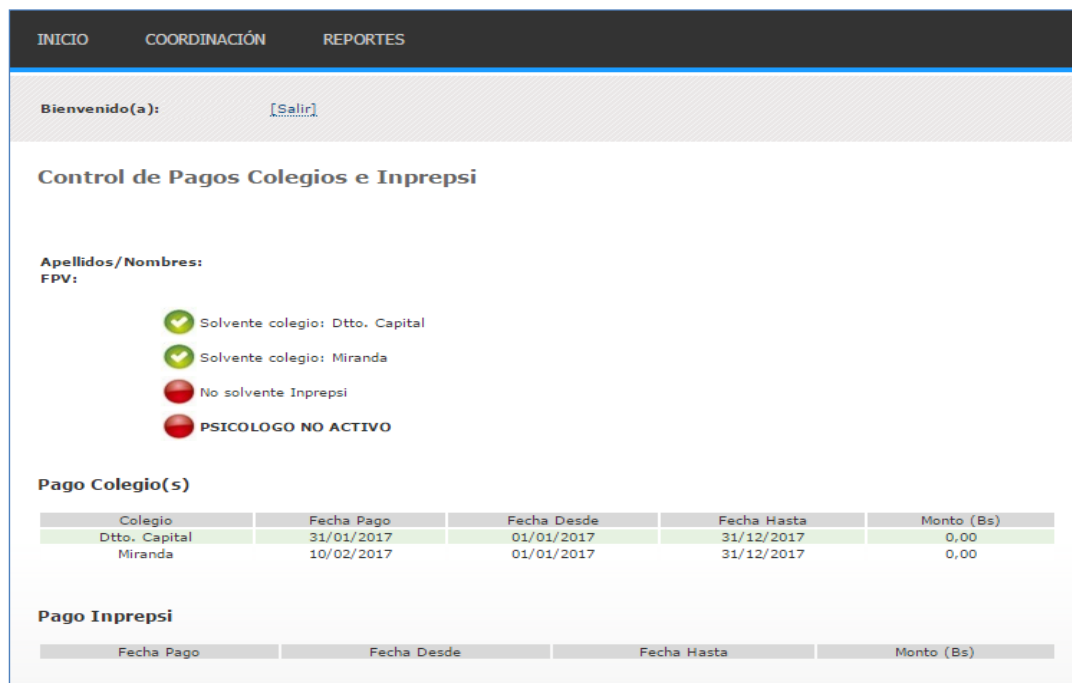 INICIO COORDINACIÓN REPORTES
Bienvenido(a): [Salir]
Control de Pagos Colegios e Inprepsi
Apellidos/Nombres:
FPV:
Solvente colegio: Dtto. Capital
Solvente colegio: Miranda
No solvente Inprepsi
PSICOLOGO NO ACTIVO
Pago Colegio(s)
Colegio Fecha Pago Fecha Desde Fecha Hasta Monto (Bs)
Dtto. Capital 31/01/2017 01/01/2017 31/12/2017 0,00
Miranda 10/02/2017 01/01/2017 31/12/2017 0,00
Pago Inprepsi
Fecha Pago Fecha Desde Fecha Hasta Monto (Bs)